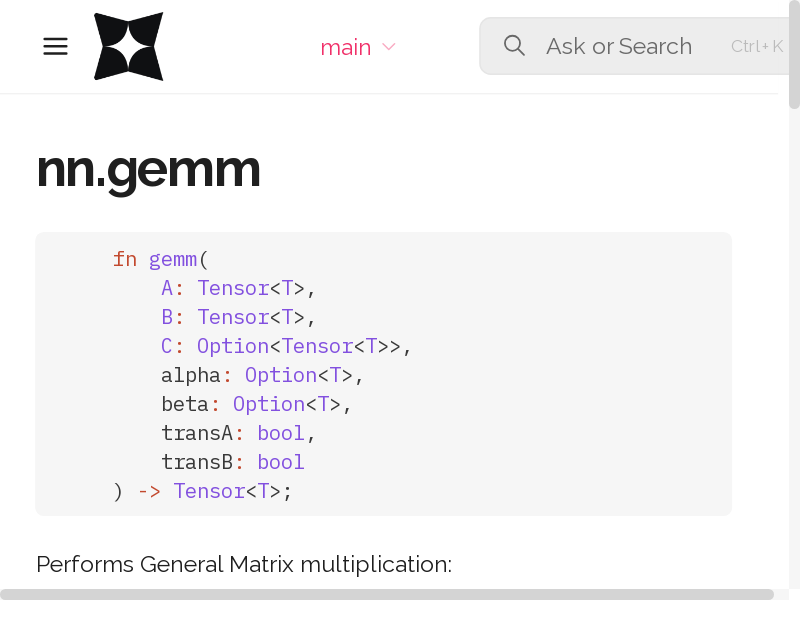 main
Ask or Search
Ctrl+K
nn.gemm
fn gemm(
    A: Tensor<T>,
    B: Tensor<T>,
    C: Option<Tensor<T>>,
    alpha: Option<T>,
    beta: Option<T>,
    transA: bool,
    transB: bool
) -> Tensor<T>;
Performs General Matrix multiplication: